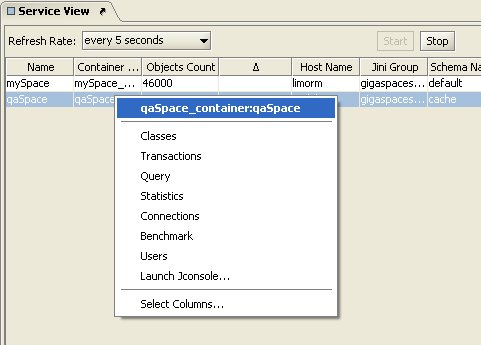 Service View
Refresh Rate: every 5 seconds Start Stop
Name Container ... Objects Count Δ Host Name Jini Group Schema Na
mySpace mySpace_... 46000 limorm gigaspaces... default
qaSpace qaSpace gigaspaces... cache
qaSpace_container:qaSpace
Classes
Transactions
Query
Statistics
Connections
Benchmark
Users
Launch Jconsole...
Select Columns...